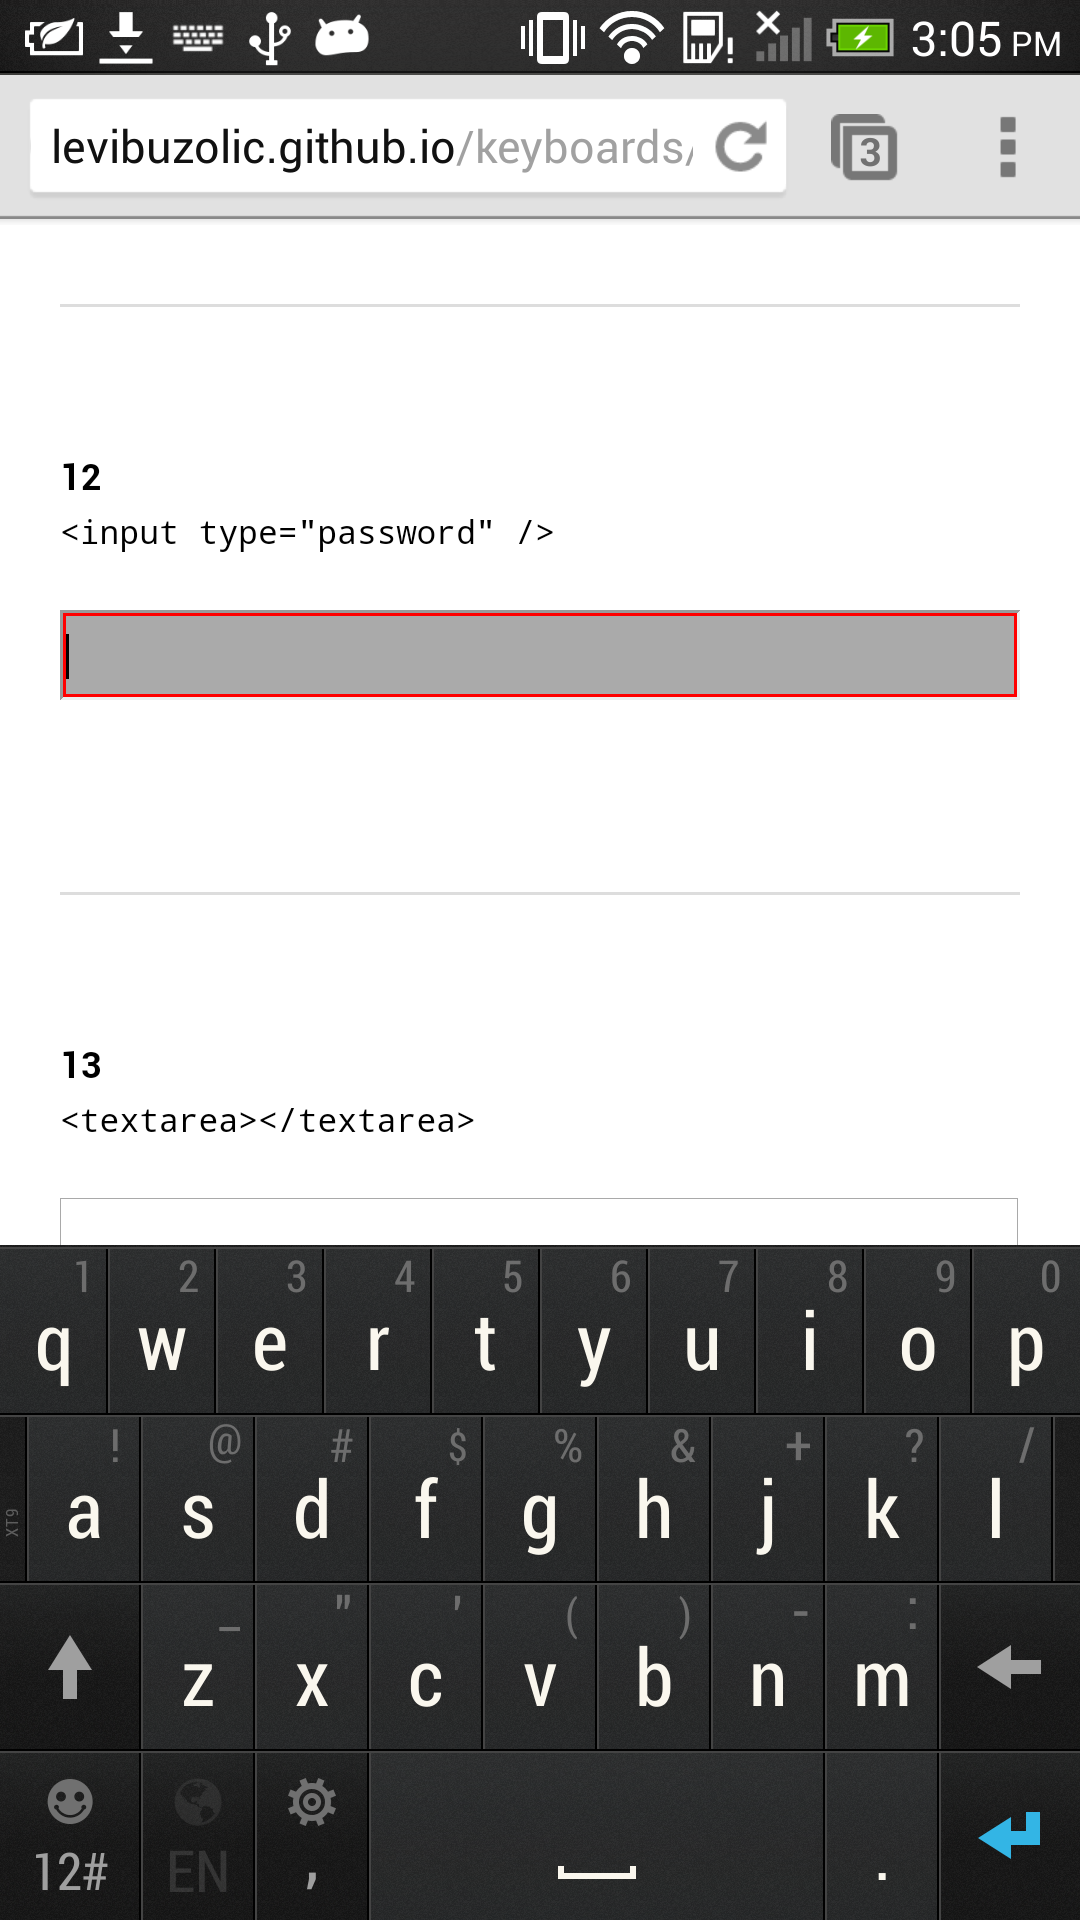 3:05 PM
levibuzolic.github.io/keyboards/
3
12
<input type="password" />
13
<textarea></textarea>
1 2 3 4 5 6 7 8 9 0
q w e r t y u i o p
! @ # $ % & + ? /
XT9 a s d f g h j k l
_ " ' ( ) - :
z x c v b n m
12# EN , .